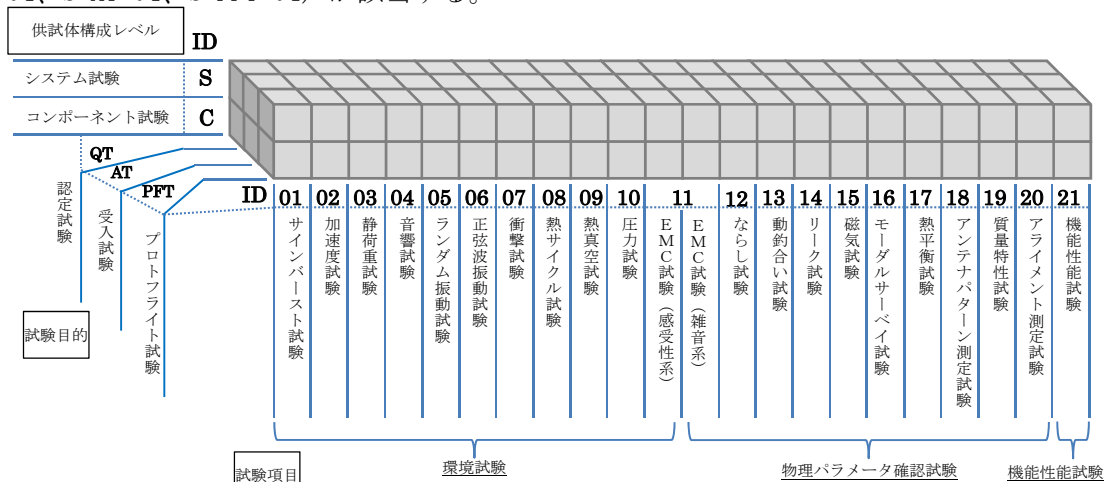 供試体構成レベル
ID
システム試験
S
コンポーネント試験
C
QT
AT
PFT
認定試験
受入試験
プロトフライト試験
試験目的
ID
01
02
03
04
05
06
07
08
09
10
11
12
13
14
15
16
17
18
19
20
21
サインバースト試験
加速度試験
静荷重試験
音響試験
ランダム振動試験
正弦波振動試験
衝撃試験
熱サイクル試験
熱真空試験
圧力試験
EMC試験(感受性系)
EMC試験(雑音系)
ならし試験
動釣合い試験
リーク試験
磁気試験
モーダルサーベイ試験
熱平衡試験
アンテナパターン測定試験
質量特性試験
アライメント測定試験
機能性能試験
試験項目
環境試験
物理パラメータ確認試験
機能性能試験